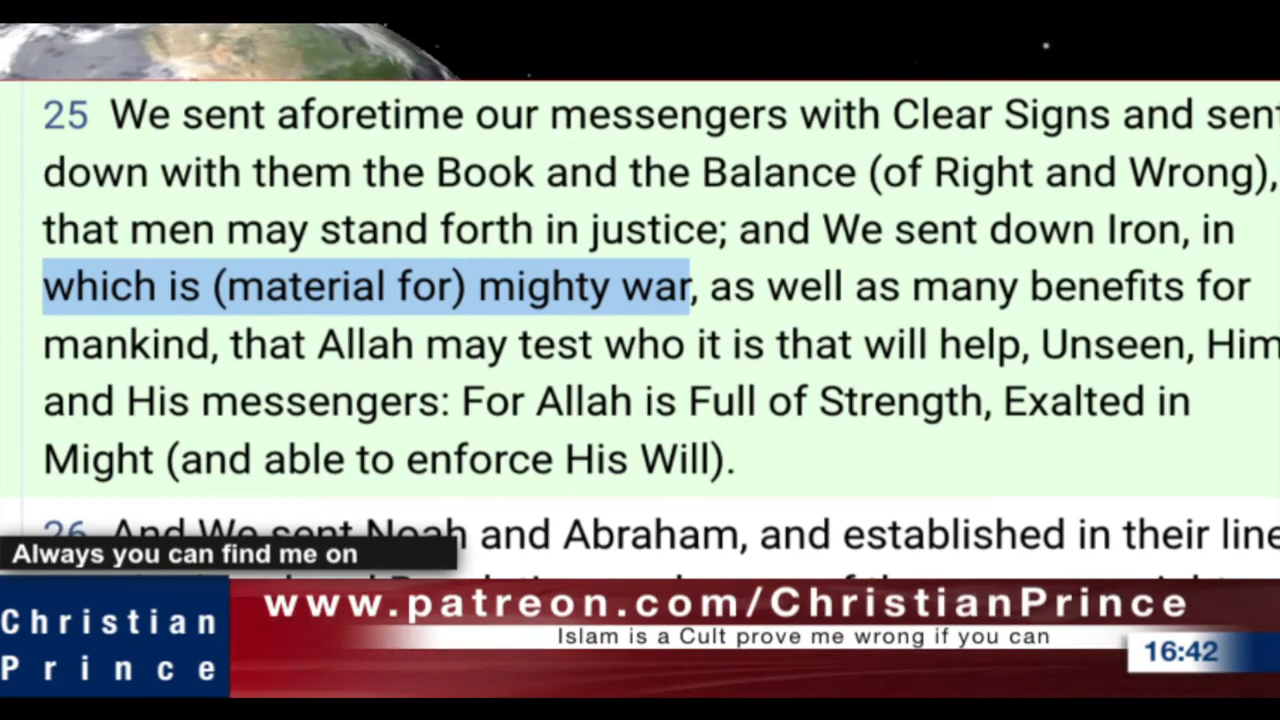 25 We sent aforetime our messengers with Clear Signs and sent
down with them the Book and the Balance (of Right and Wrong),
that men may stand forth in justice; and We sent down Iron, in
which is (material for) mighty war, as well as many benefits for
mankind, that Allah may test who it is that will help, Unseen, Him
and His messengers: For Allah is Full of Strength, Exalted in
Might (and able to enforce His Will).
26 And We sent Noah and Abraham, and established in their line
Always you can find me on
www.patreon.com/ChristianPrince
Islam is a Cult prove me wrong if you can
Christian
Prince
16:42